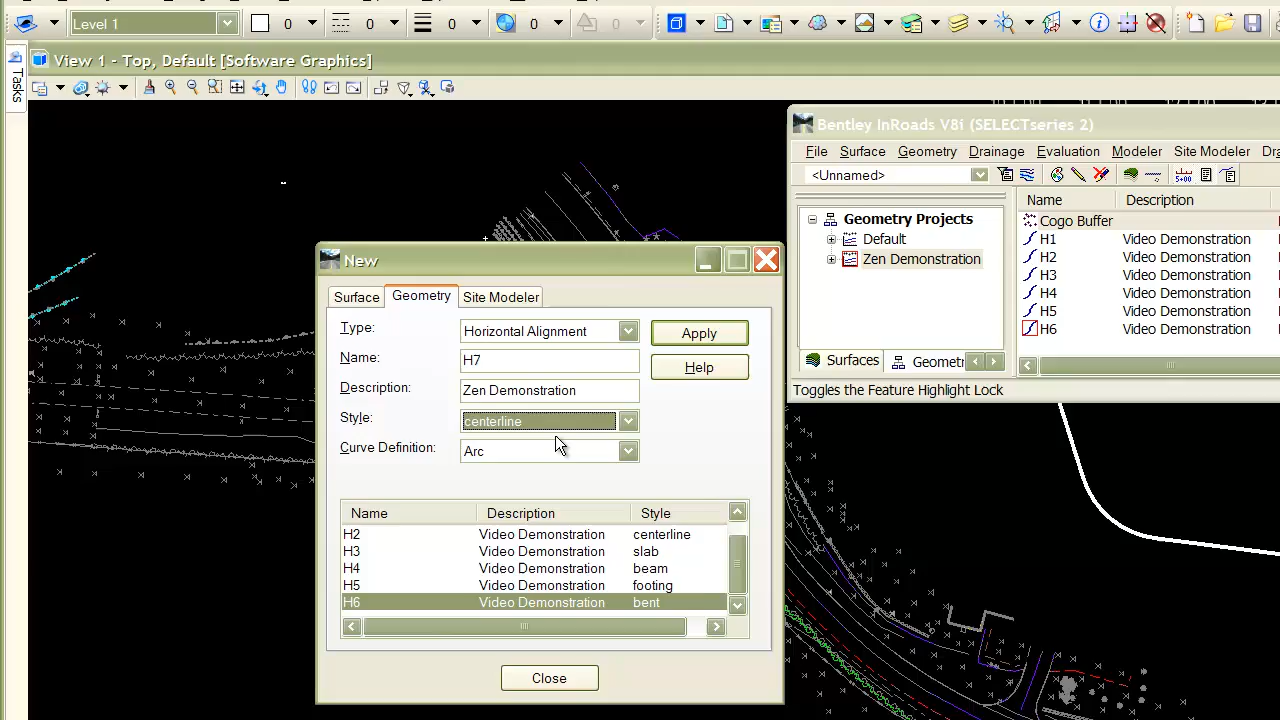 Level 1
0
0
0
0
0
View 1 - Top, Default [Software Graphics]
Tasks
Bentley InRoads V8i (SELECTseries 2)
File Surface Geometry Drainage Evaluation Modeler Site Modeler
<Unnamed>
Geometry Projects
Default
Zen Demonstration
Name Description
Cogo Buffer
H1 Video Demonstration
H2 Video Demonstration
H3 Video Demonstration
H4 Video Demonstration
H5 Video Demonstration
H6 Video Demonstration
Surfaces
Toggles the Feature Highlight Lock
New
Surface Geometry Site Modeler
Type: Horizontal Alignment Apply
Name: H7
Help
Description: Zen Demonstration
Style: centerline
Curve Definition: Arc
Name Description Style
H2 Video Demonstration centerline
H3 Video Demonstration slab
H4 Video Demonstration beam
H5 Video Demonstration footing
H6 Video Demonstration bent
Close